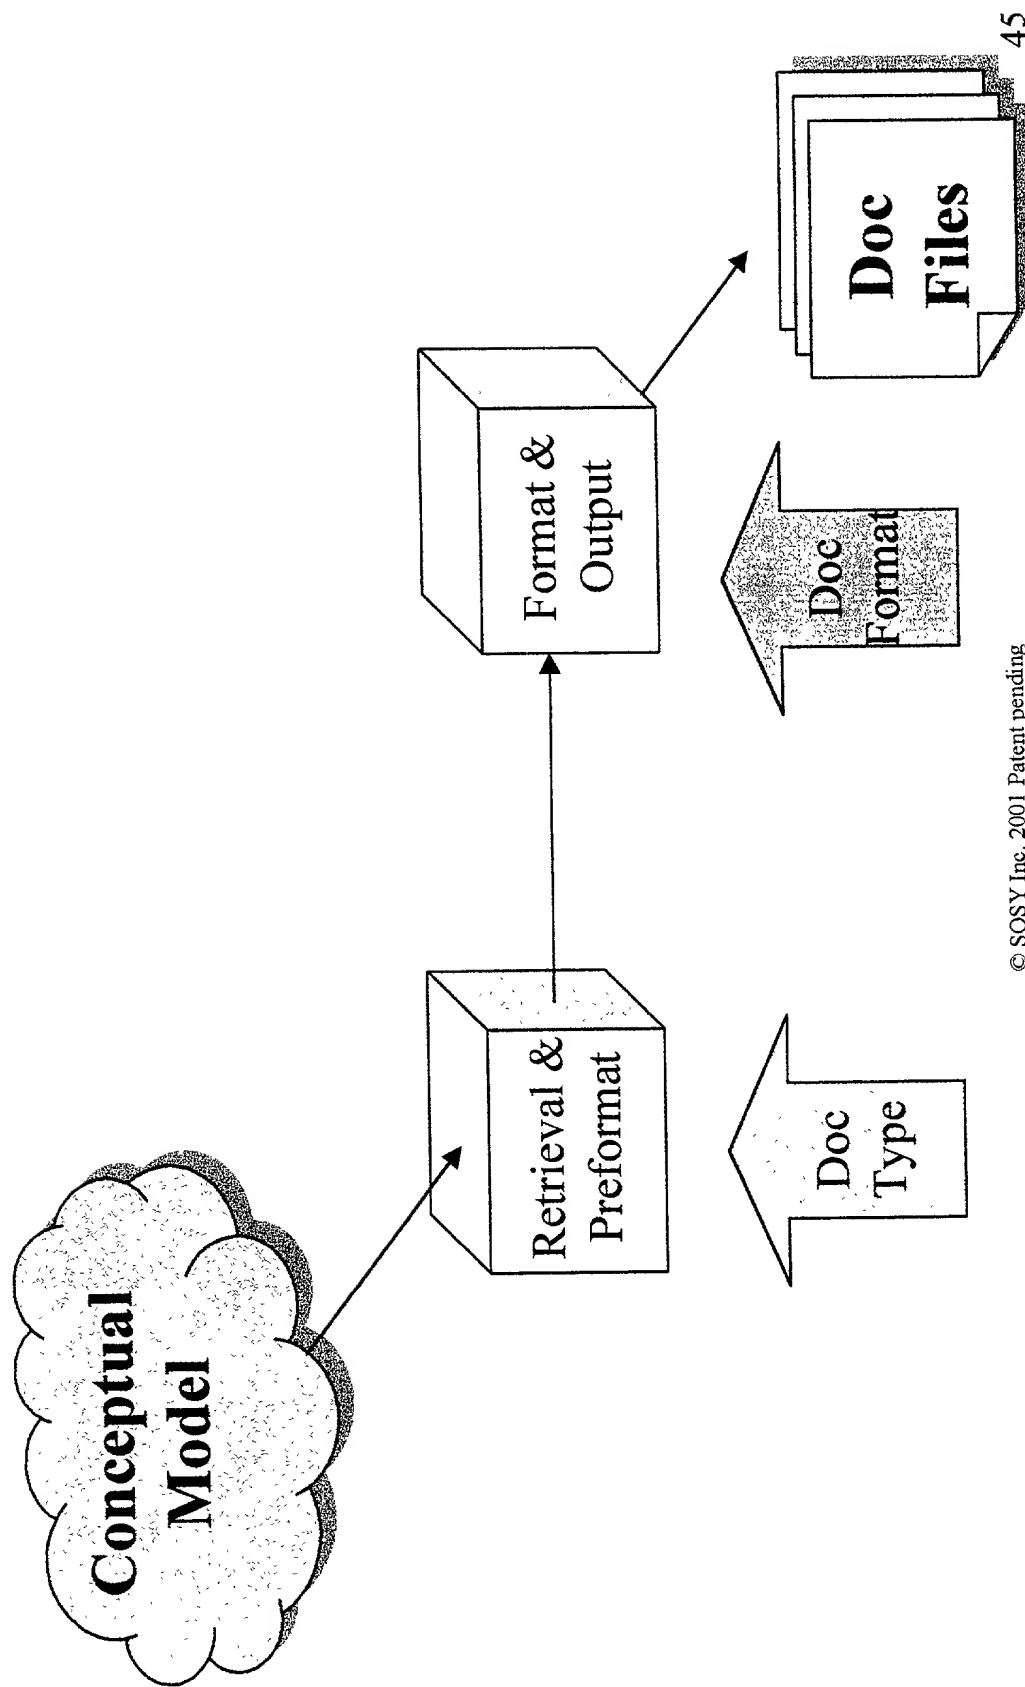 Conceptual
Model
Retrieval &
Preformat
Format &
Output
Doc
Type
Doc
Format
Doc
Files
© SOSY Inc. 2001 Patent pending
45